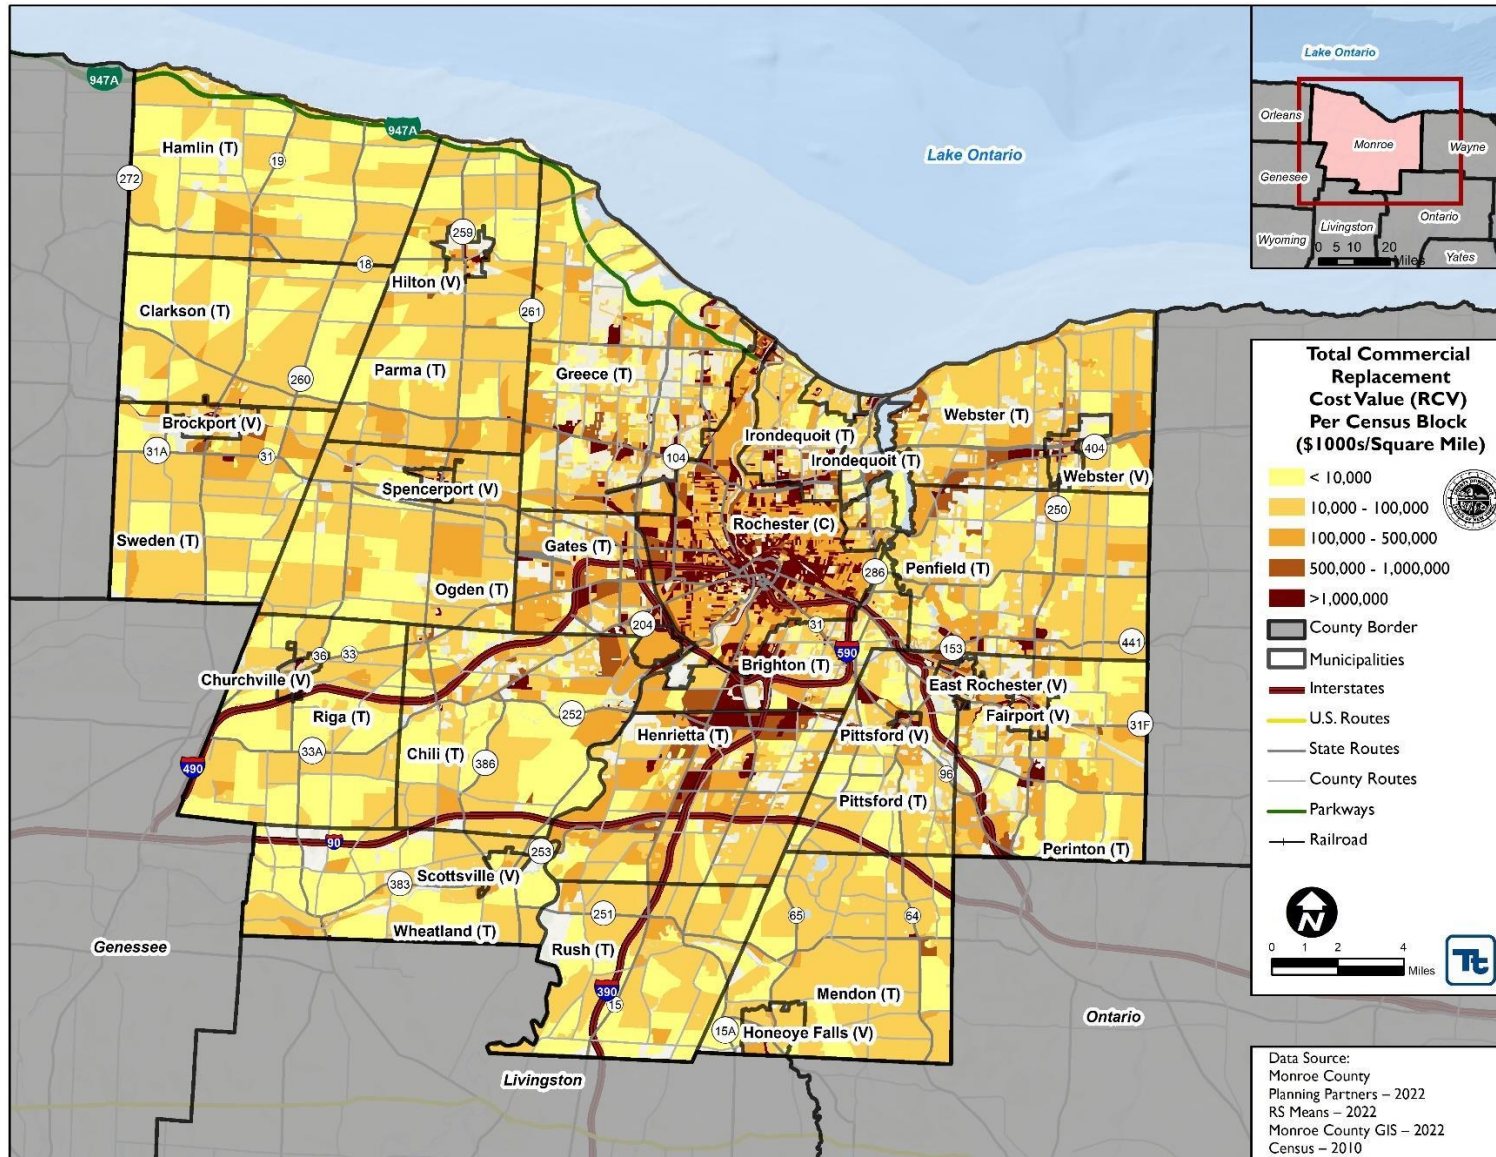 947A
947A
Hamlin (T)
19
272
Lake Ontario
259
18
Hilton (V)
261
Clarkson (T)
260
Parma (T)
Greece (T)
Brockport (V)
31A
31
Irondequoit (T)
Irondequoit (T)
Webster (T)
404
104
Webster (V)
Spencerport (V)
250
Rochester (C)
Sweden (T)
Gates (T)
286
Penfield (T)
Ogden (T)
204
31
441
36
33
590
153
Brighton (T)
Churchville (V)
East Rochester (V)
Riga (T)
252
Fairport (V)
31F
Henrietta (T)
Pittsford (V)
33A
Chili (T)
386
490
96
Pittsford (T)
90
253
Perinton (T)
Scottsville (V)
383
Wheatland (T)
251
65
64
Genessee
Rush (T)
390
15
Mendon (T)
15A
Honeoye Falls (V)
Ontario
Livingston
Lake Ontario
Orleans
Monroe
Wayne
Genesee
Ontario
Livingston
Wyoming
0 5 10 20
Miles
Yates
Total Commercial
Replacement
Cost Value (RCV)
Per Census Block
($1000s/Square Mile)
< 10,000
10,000 - 100,000
100,000 - 500,000
500,000 - 1,000,000
>1,000,000
County Border
Municipalities
Interstates
U.S. Routes
State Routes
County Routes
Parkways
Railroad
N
0 1 2 4
Miles
Tt
Data Source:
Monroe County
Planning Partners – 2022
RS Means – 2022
Monroe County GIS – 2022
Census – 2010